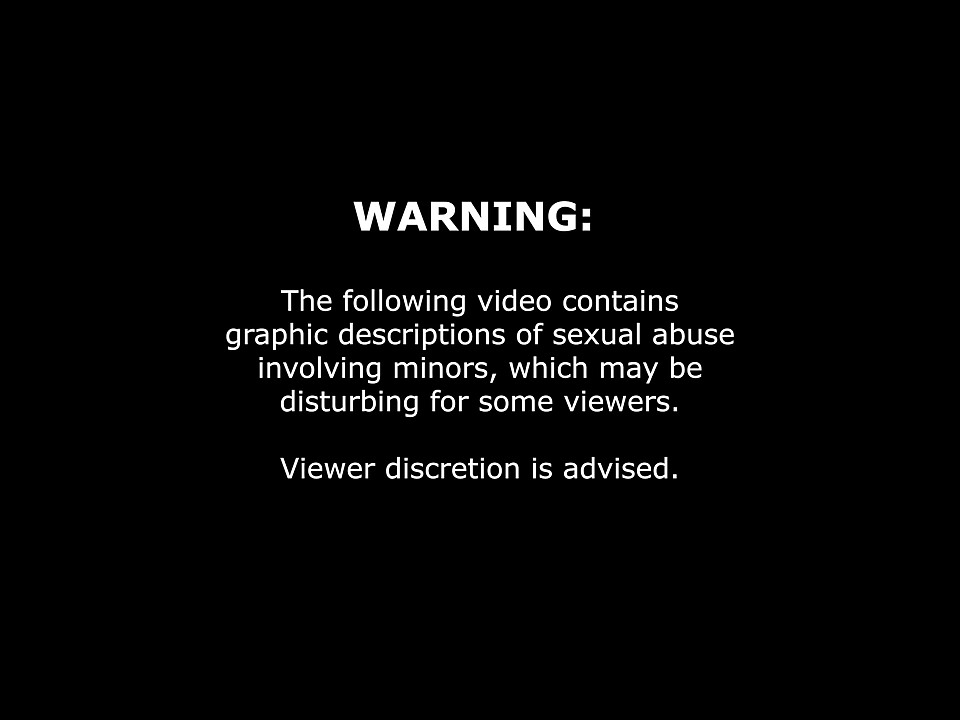 WARNING:
The following video contains
graphic descriptions of sexual abuse
involving minors, which may be
disturbing for some viewers.
Viewer discretion is advised.